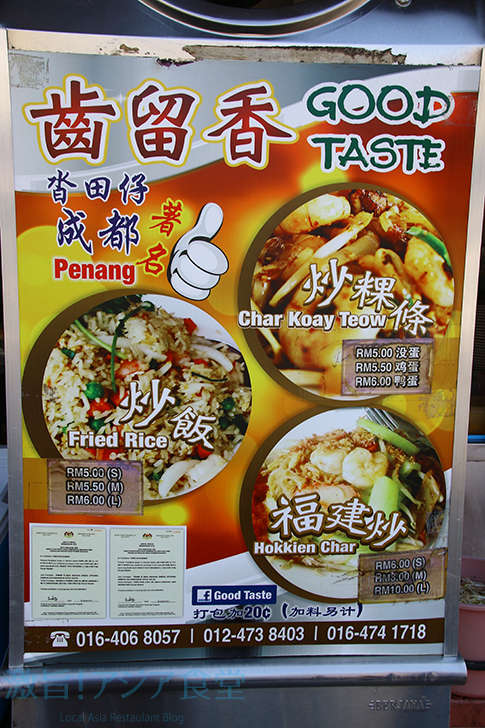 齒留香 GOOD TASTE
沓田仔
成都
著名
Penang
炒粿條
Char Koay Teow
RM5.00 没蛋
RM5.50 鸡蛋
RM6.00 鸭蛋
炒飯
Fried Rice
RM5.00 (S)
RM5.50 (M)
RM6.00 (L)
福建炒
Hokkien Char
RM6.00 (S)
RM8.00 (M)
RM10.00 (L)
f Good Taste
打包加20¢ (加料另计)
016-406 8057 | 012-473 8403 | 016-474 1718
激旨!アジア食堂
Local Asia Restaurant Blog
BERJAYA